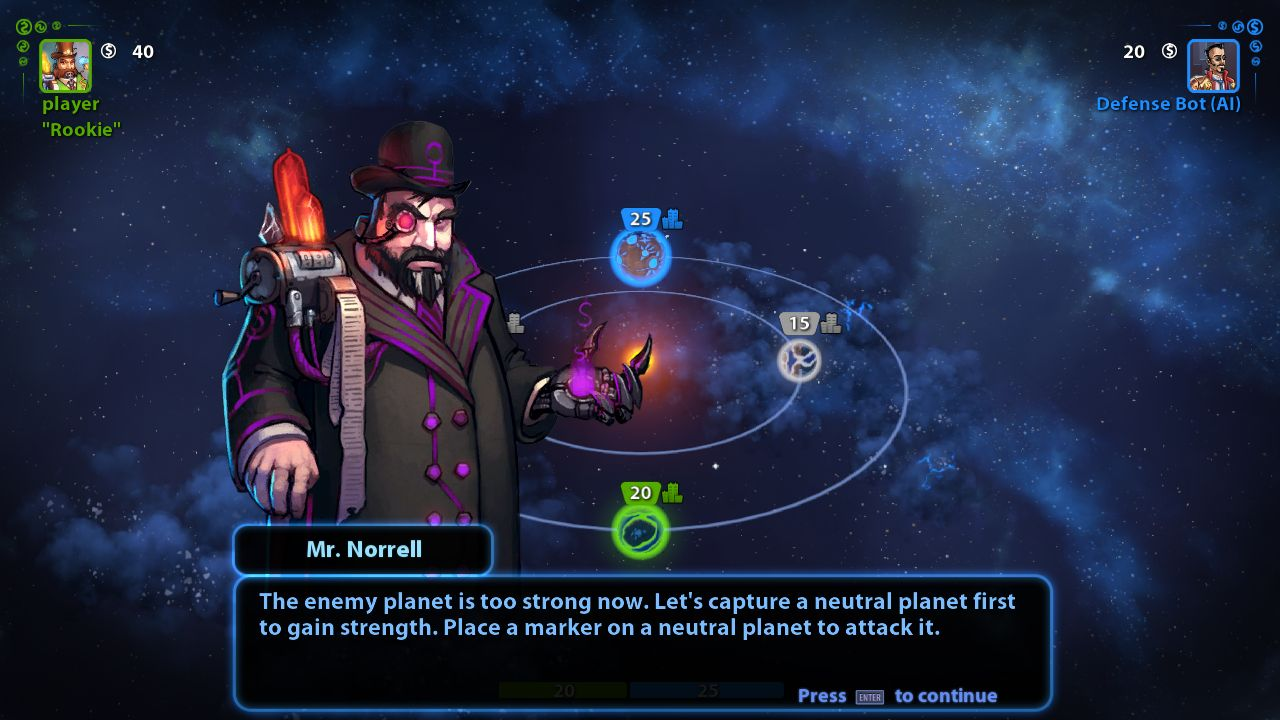 40
20
player
"Rookie"
Defense Bot (AI)
25
15
20
Mr. Norrell
The enemy planet is too strong now. Let's capture a neutral planet first
to gain strength. Place a marker on a neutral planet to attack it.
20 25
Press ENTER to continue